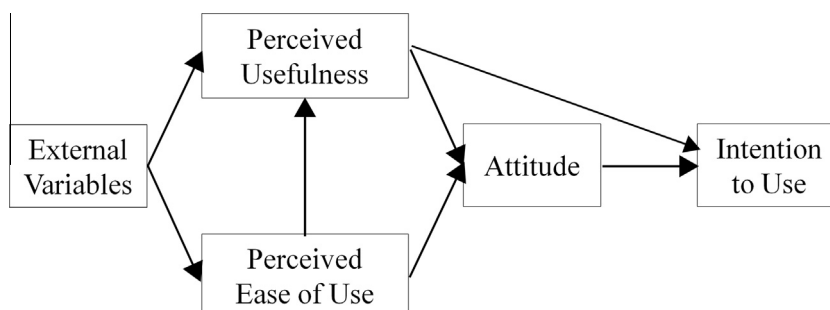 Perceived
Usefulness
External
Variables
Attitude
Intention
to Use
Perceived
Ease of Use